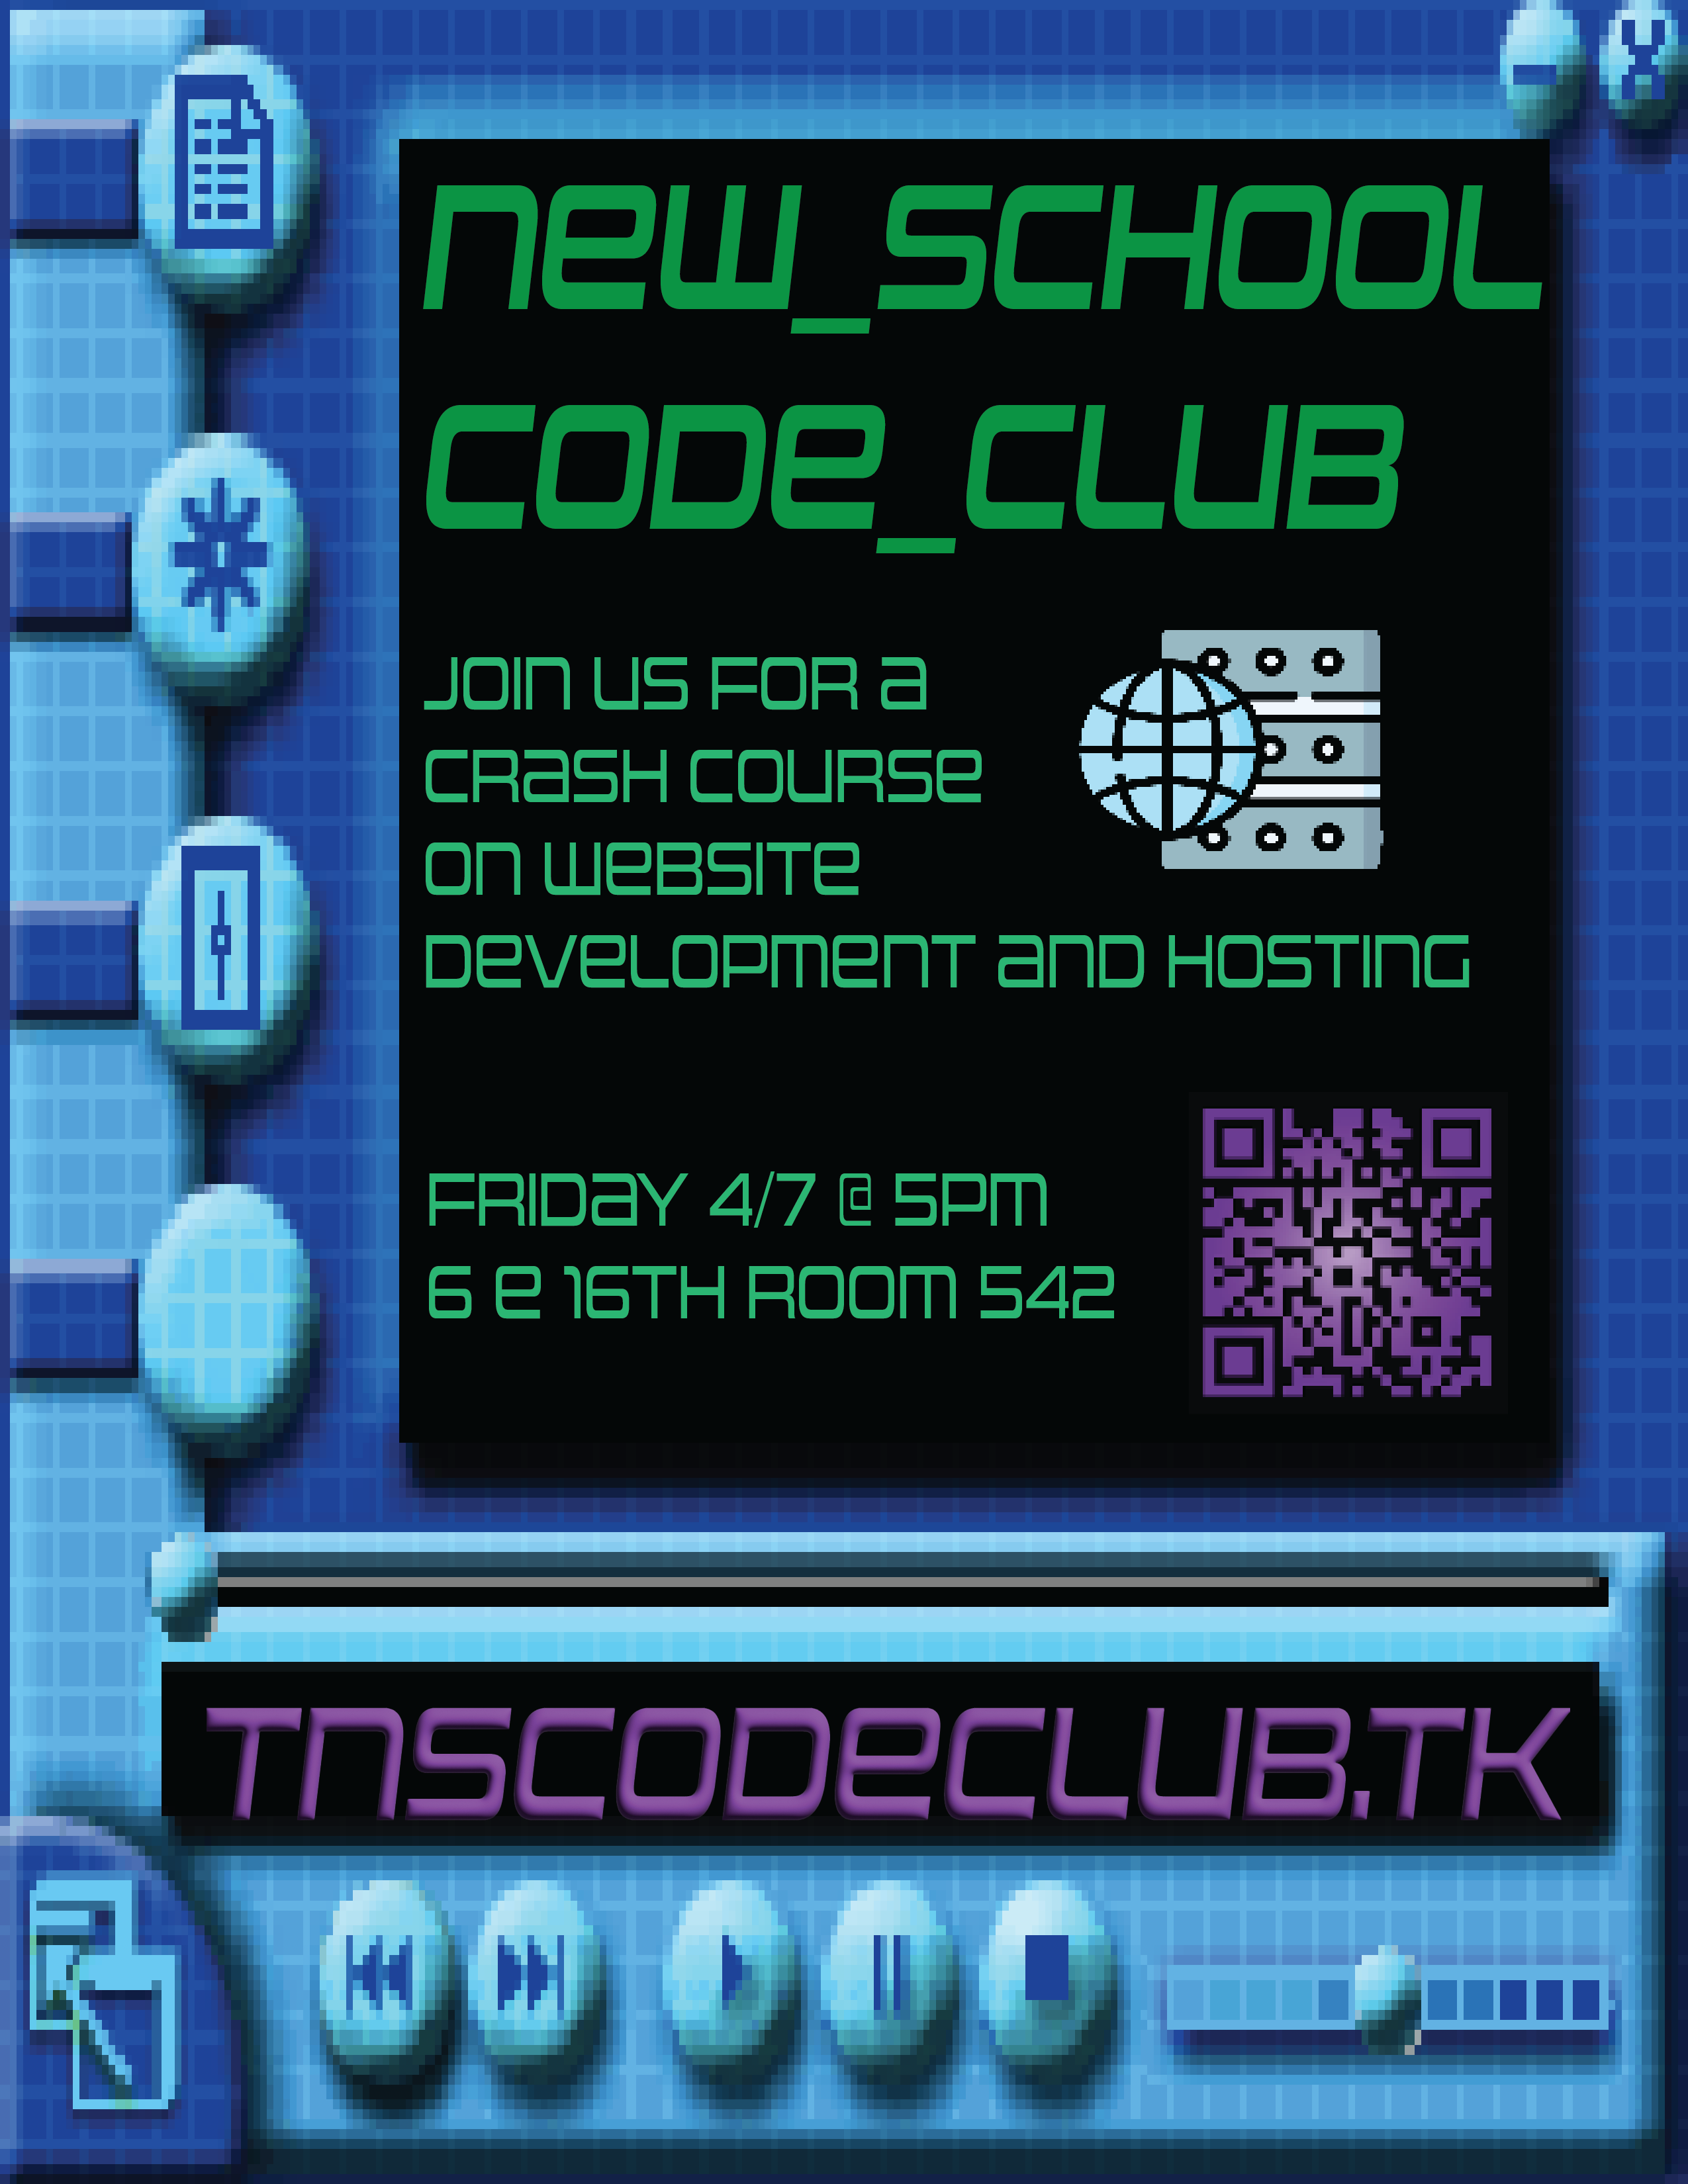 New_SCHOOL
CODe_CLUB
JOIN US FOR a
CRaSH COURSe
ON WeBSITe
DeVeLOPMeNT aND HOSTING
FRIDaY 4/7 @ 5PM
6 e 16TH ROOM 542
TNSCODeCLUB.TK